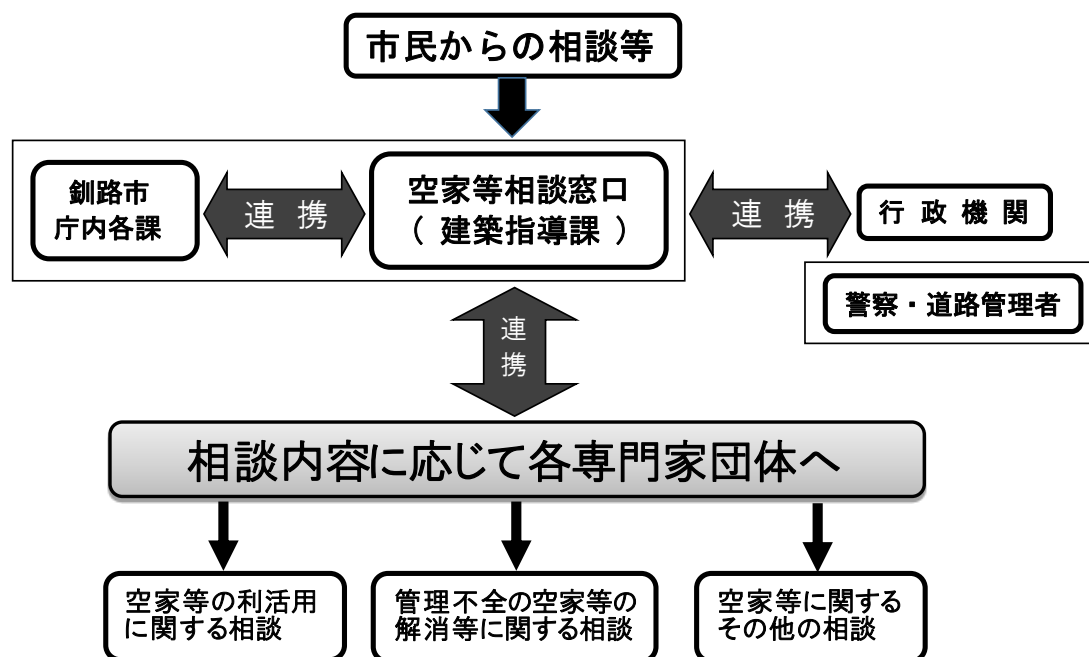 市民からの相談等
釧路市
庁内各課
連 携
空家等相談窓口
（ 建築指導課 ）
連 携
行 政 機 関
警察・道路管理者
連
携
相談内容に応じて各専門家団体へ
空家等の利活用
に関する相談
管理不全の空家等の
解消等に関する相談
空家等に関する
その他の相談